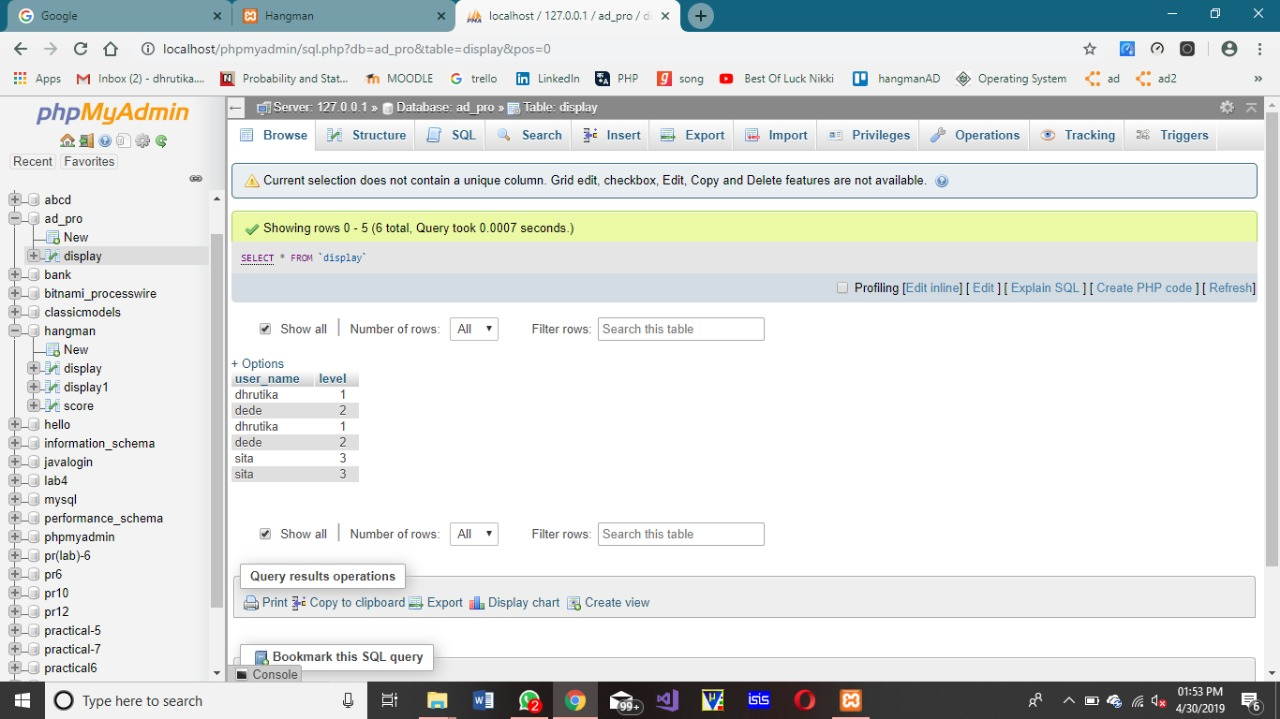 Google
Hangman
localhost / 127.0.0.1 / ad_pro / di
localhost/phpmyadmin/sql.php?db=ad_pro&table=display&pos=0
Apps
Inbox (2) - dhrutika....
Probability and Stat...
MOODLE
trello
LinkedIn
PHP
song
Best Of Luck Nikki
hangmanAD
Operating System
ad
ad2
»
phpMyAdmin
Recent
Favorites
abcd
ad_pro
New
display
bank
bitnami_processwire
classicmodels
hangman
New
display
display1
score
hello
information_schema
javalogin
lab4
mysql
performance_schema
phpmyadmin
pr(lab)-6
pr6
pr10
pr12
practical-5
practical-7
practical6
Server: 127.0.0.1 » Database: ad_pro » Table: display
Browse
Structure
SQL
Search
Insert
Export
Import
Privileges
Operations
Tracking
Triggers
Current selection does not contain a unique column. Grid edit, checkbox, Edit, Copy and Delete features are not available.
Showing rows 0 - 5 (6 total, Query took 0.0007 seconds.)
SELECT * FROM `display`
Profiling [Edit inline] [ Edit ] [ Explain SQL ] [ Create PHP code ] [ Refresh]
Show all | Number of rows: All Filter rows: Search this table
+ Options
user_name level
dhrutika 1
dede 2
dhrutika 1
dede 2
sita 3
sita 3
Show all | Number of rows: All Filter rows: Search this table
Query results operations
Print Copy to clipboard Export Display chart Create view
Bookmark this SQL query
Console
Type here to search
2
99+
isis
01:53 PM
4/30/2019
6